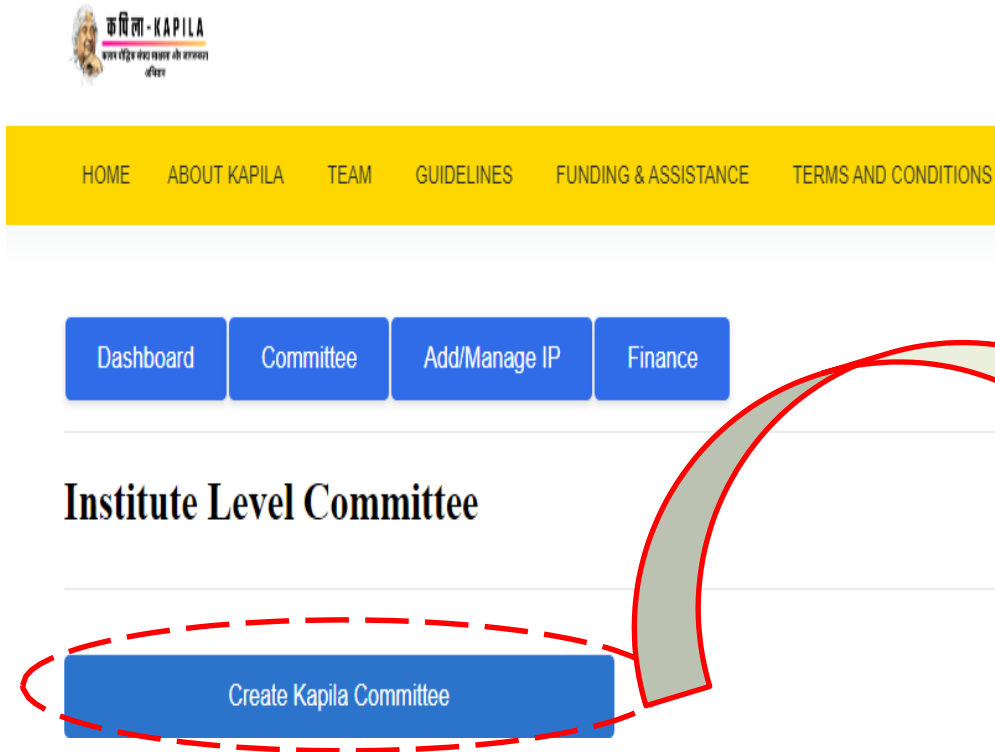 कपिला - KAPILA
अभियान
HOME ABOUT KAPILA TEAM GUIDELINES FUNDING & ASSISTANCE TERMS AND CONDITIONS
Dashboard Committee Add/Manage IP Finance
Institute Level Committee
Create Kapila Committee